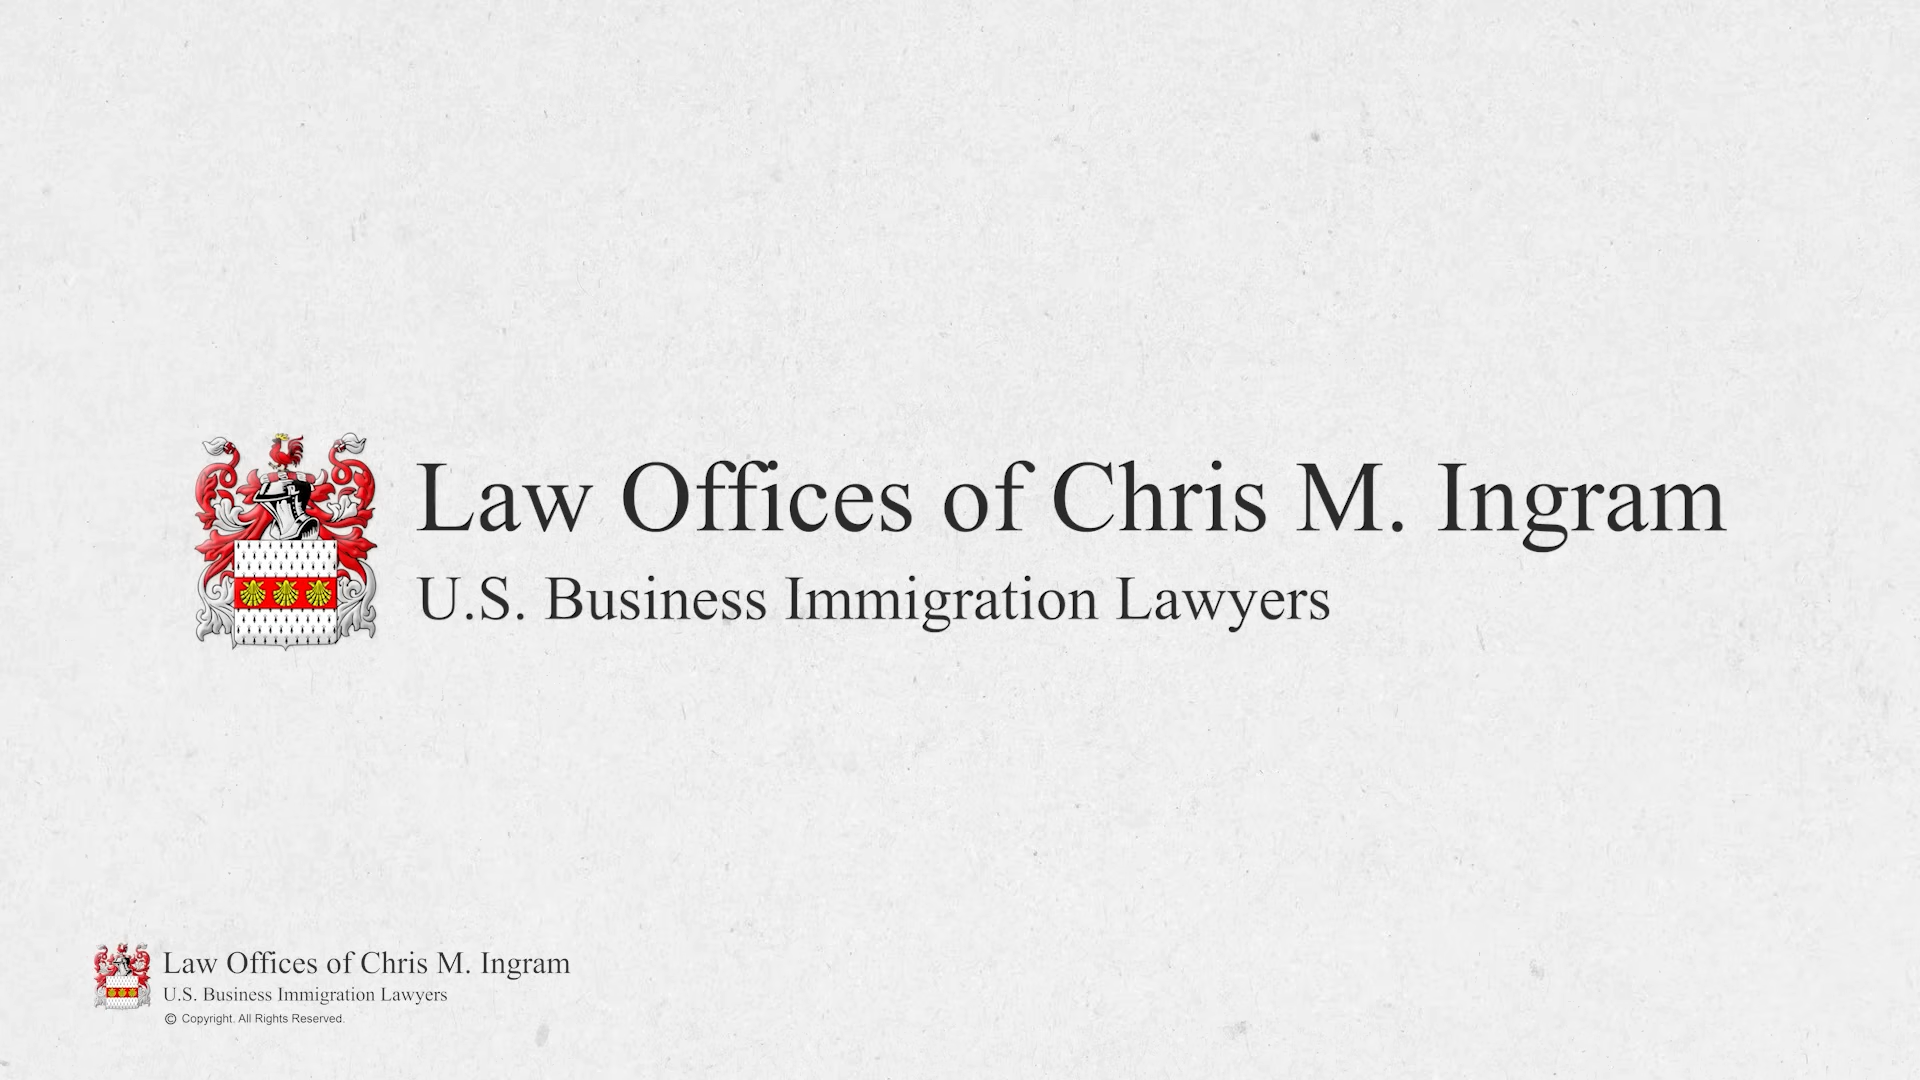 Law Offices of Chris M. Ingram
U.S. Business Immigration Lawyers
Law Offices of Chris M. Ingram
U.S. Business Immigration Lawyers
© Copyright. All Rights Reserved.